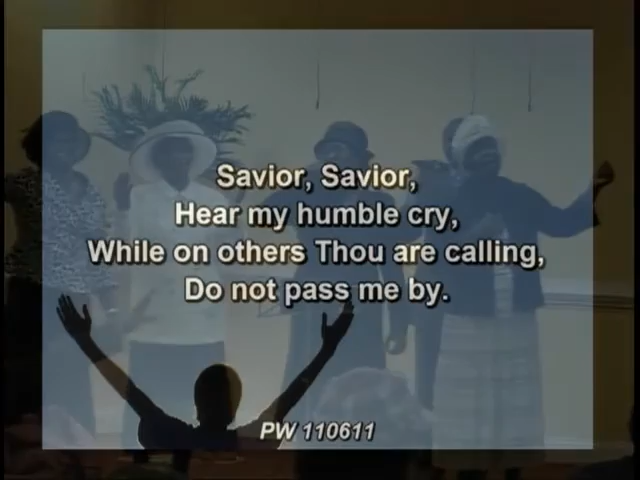 Savior, Savior,
Hear my humble cry,
While on others Thou are calling,
Do not pass me by.
PW 110611